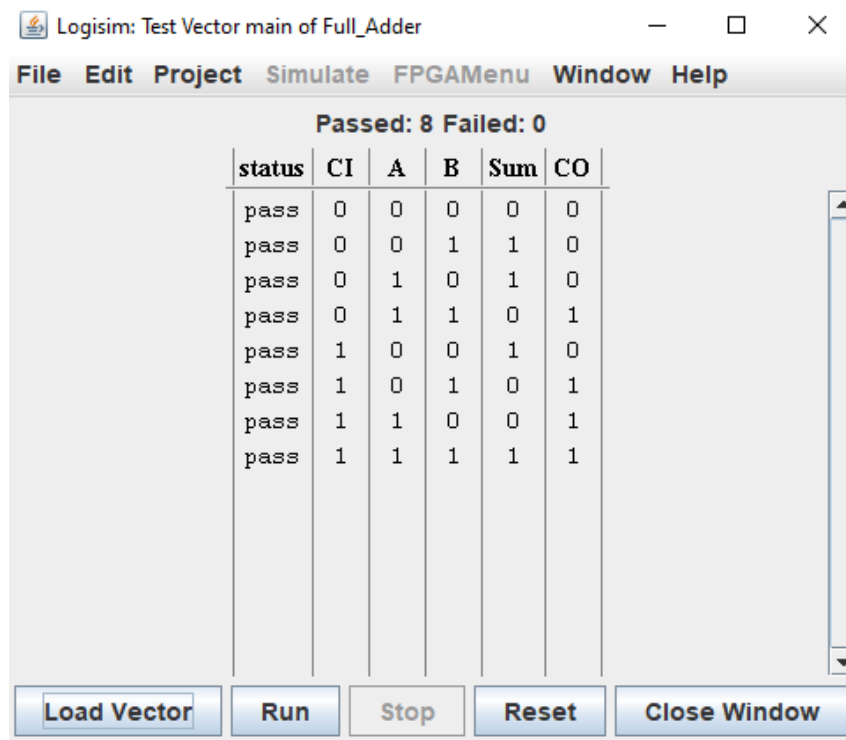 Logisim: Test Vector main of Full_Adder
File Edit Project Simulate FPGAMenu Window Help
Passed: 8 Failed: 0
status CI A B Sum CO
pass 0 0 0 0 0
pass 0 0 1 1 0
pass 0 1 0 1 0
pass 0 1 1 0 1
pass 1 0 0 1 0
pass 1 0 1 0 1
pass 1 1 0 0 1
pass 1 1 1 1 1
Load Vector Run Stop Reset Close Window